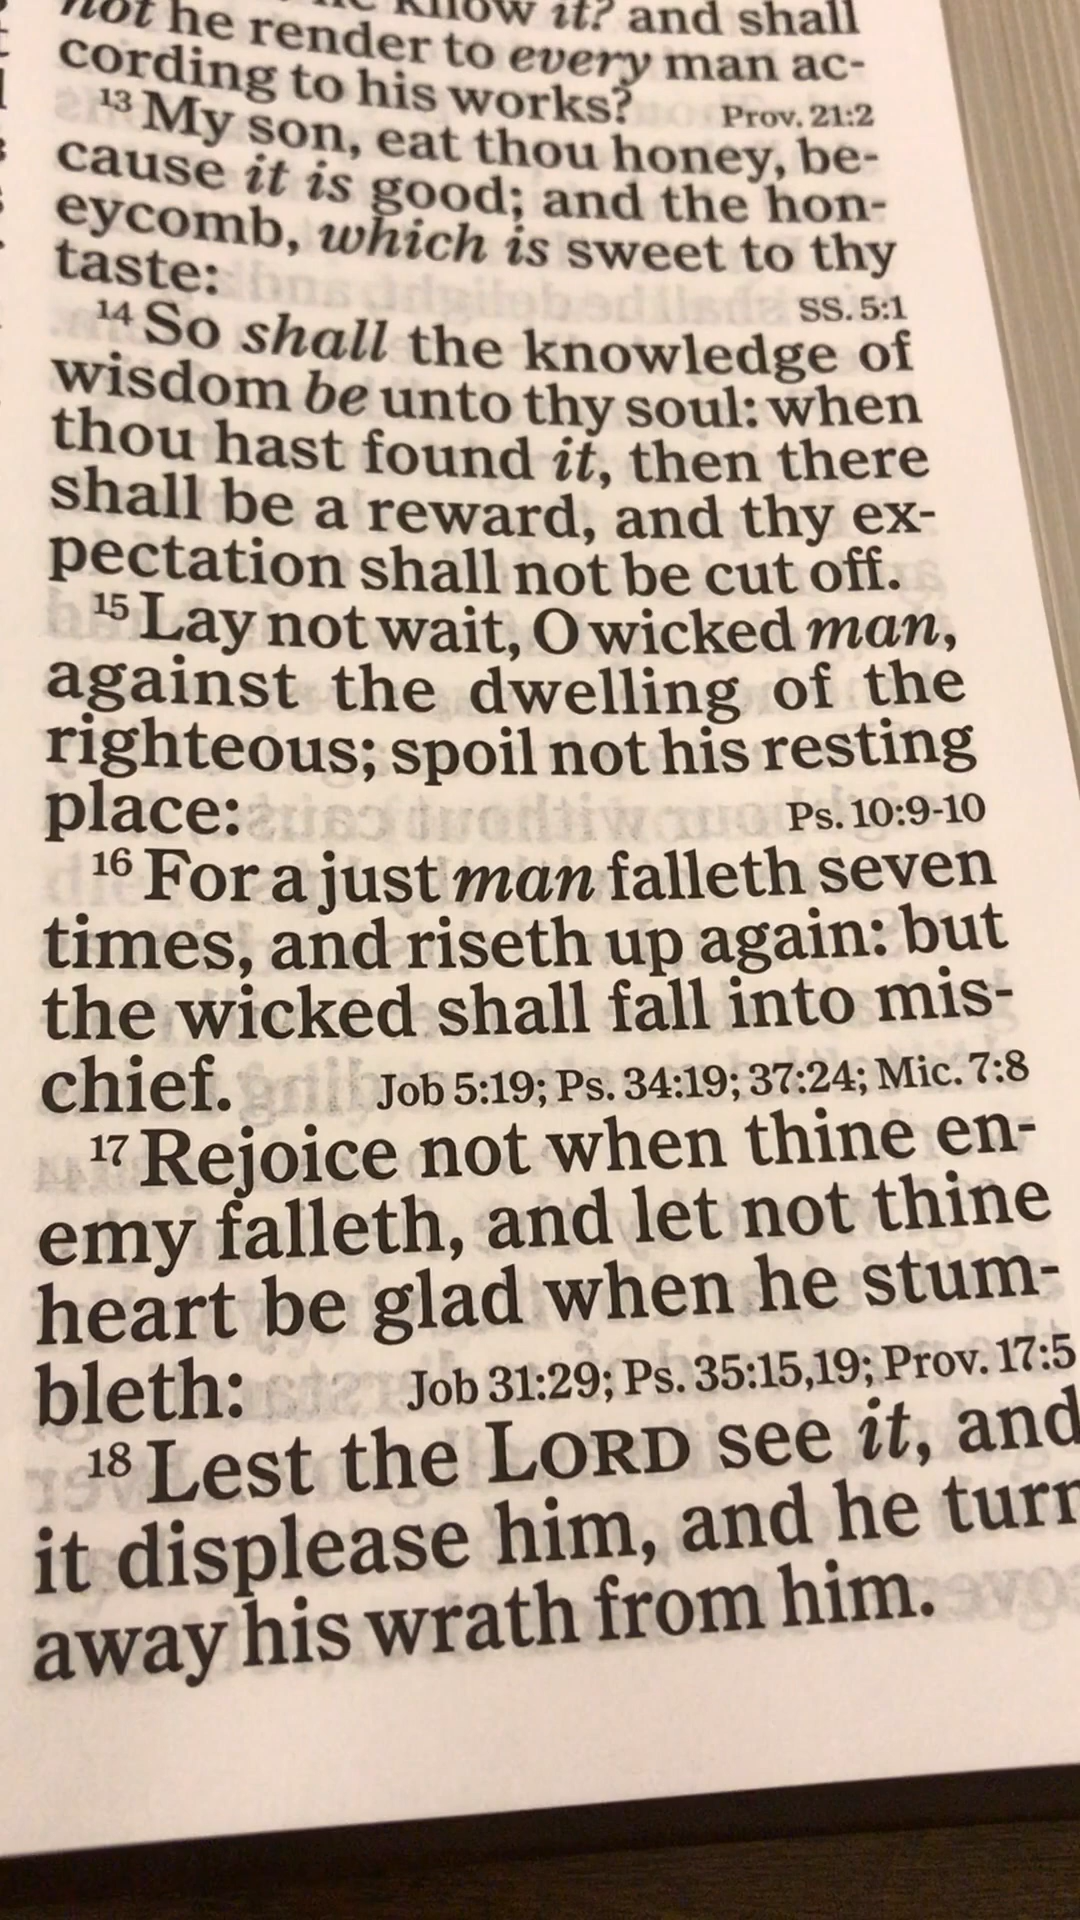 not he know it? and shall
he render to every man ac-
cording to his works? Prov. 21:2
13 My son, eat thou honey, be-
cause it is good; and the hon-
eycomb, which is sweet to thy
taste: SS. 5:1
14 So shall the knowledge of
wisdom be unto thy soul: when
thou hast found it, then there
shall be a reward, and thy ex-
pectation shall not be cut off.
15 Lay not wait, O wicked man,
against the dwelling of the
righteous; spoil not his resting
place: Ps. 10:9-10
16 For a just man falleth seven
times, and riseth up again: but
the wicked shall fall into mis-
chief. Job 5:19; Ps. 34:19; 37:24; Mic. 7:8
17 Rejoice not when thine en-
emy falleth, and let not thine
heart be glad when he stum-
bleth: Job 31:29; Ps. 35:15,19; Prov. 17:5
18 Lest the LORD see it, and
it displease him, and he turn
away his wrath from him.